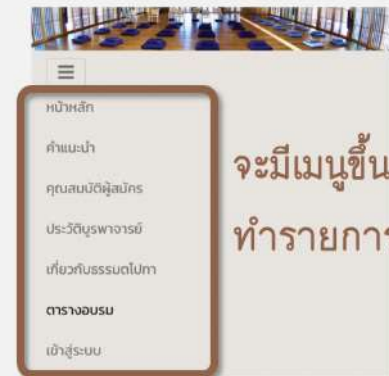 หน้าหลัก
คำแนะนำ
คุณสมบัติผู้สมัคร
ประวัติบูรพาจารย์
เกี่ยวกับธรรมตโปทา
ตารางอบรม
เข้าสู่ระบบ
จะมีเมนูขึ้น
ทำรายการ